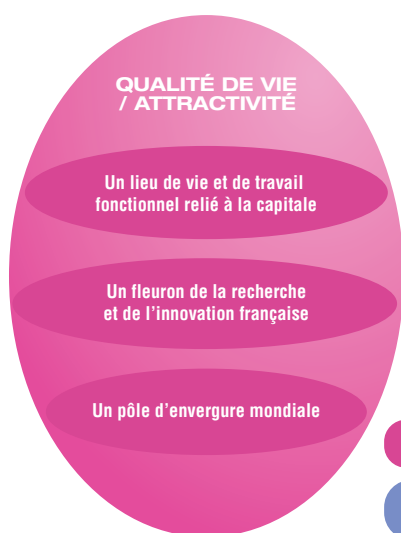 QUALITÉ DE VIE
/ ATTRACTIVITÉ
Un lieu de vie et de travail
fonctionnel relié à la capitale
Un fleuron de la recherche
et de l'innovation française
Un pôle d'envergure mondiale